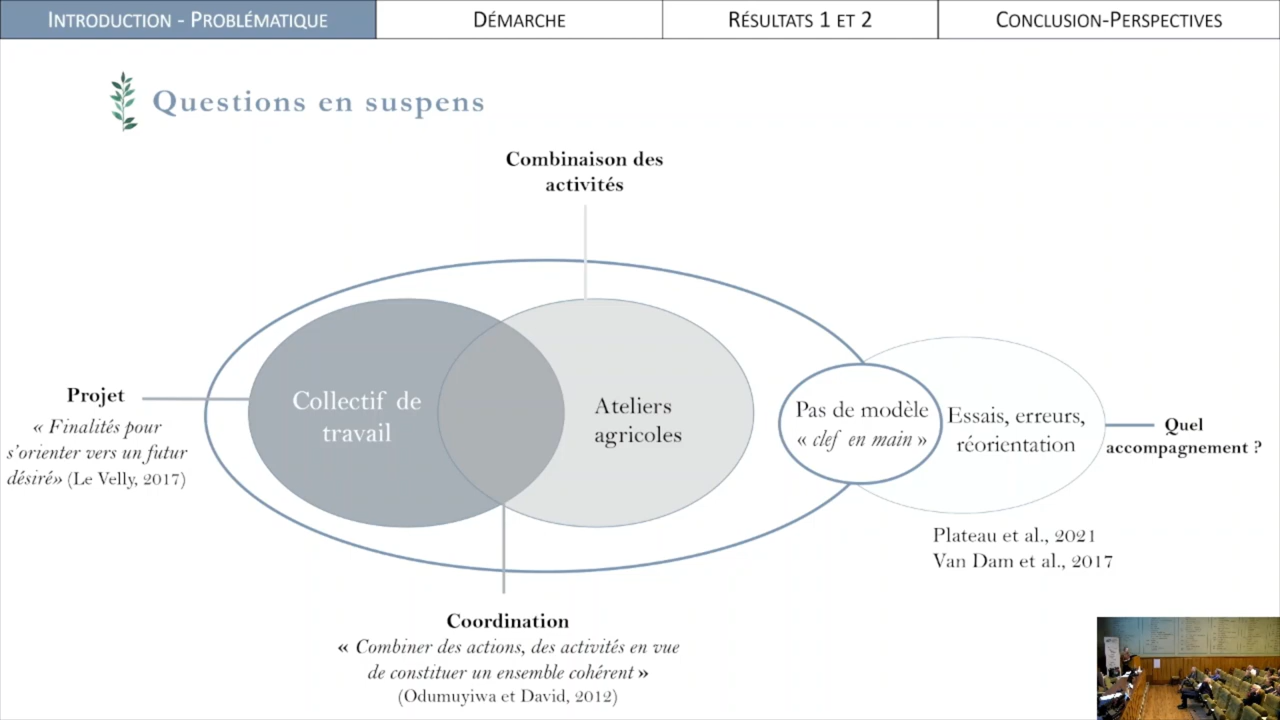 INTRODUCTION - PROBLÉMATIQUE
DÉMARCHE
RÉSULTATS 1 ET 2
CONCLUSION-PERSPECTIVES
Questions en suspens
Combinaison des
activités
Projet
« Finalités pour
s’orienter vers un futur
désiré» (Le Velly, 2017)
Collectif de
travail
Ateliers
agricoles
Pas de modèle
« clef en main »
Essais, erreurs,
réorientation
Quel
accompagnement ?
Plateau et al., 2021
Van Dam et al., 2017
Coordination
« Combiner des actions, des activités en vue
de constituer un ensemble cohérent »
(Odumuyiwa et David, 2012)